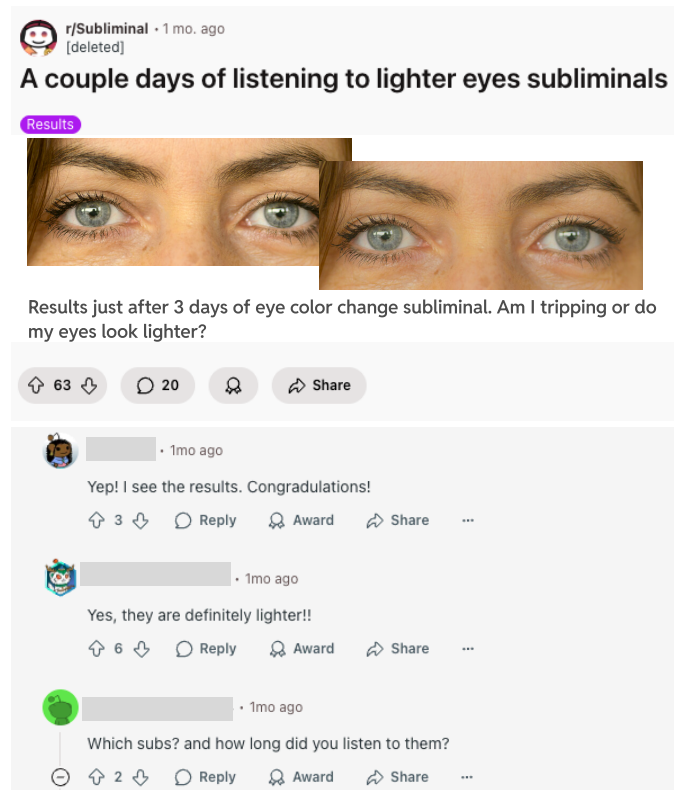 r/Subliminal • 1 mo. ago
[deleted]
A couple days of listening to lighter eyes subliminals
Results
Results just after 3 days of eye color change subliminal. Am I tripping or do
my eyes look lighter?
63 20 Share
• 1mo ago
Yep! I see the results. Congradulations!
3 Reply Award Share ...
• 1mo ago
Yes, they are definitely lighter!!
6 Reply Award Share ...
• 1mo ago
Which subs? and how long did you listen to them?
2 Reply Award Share ...